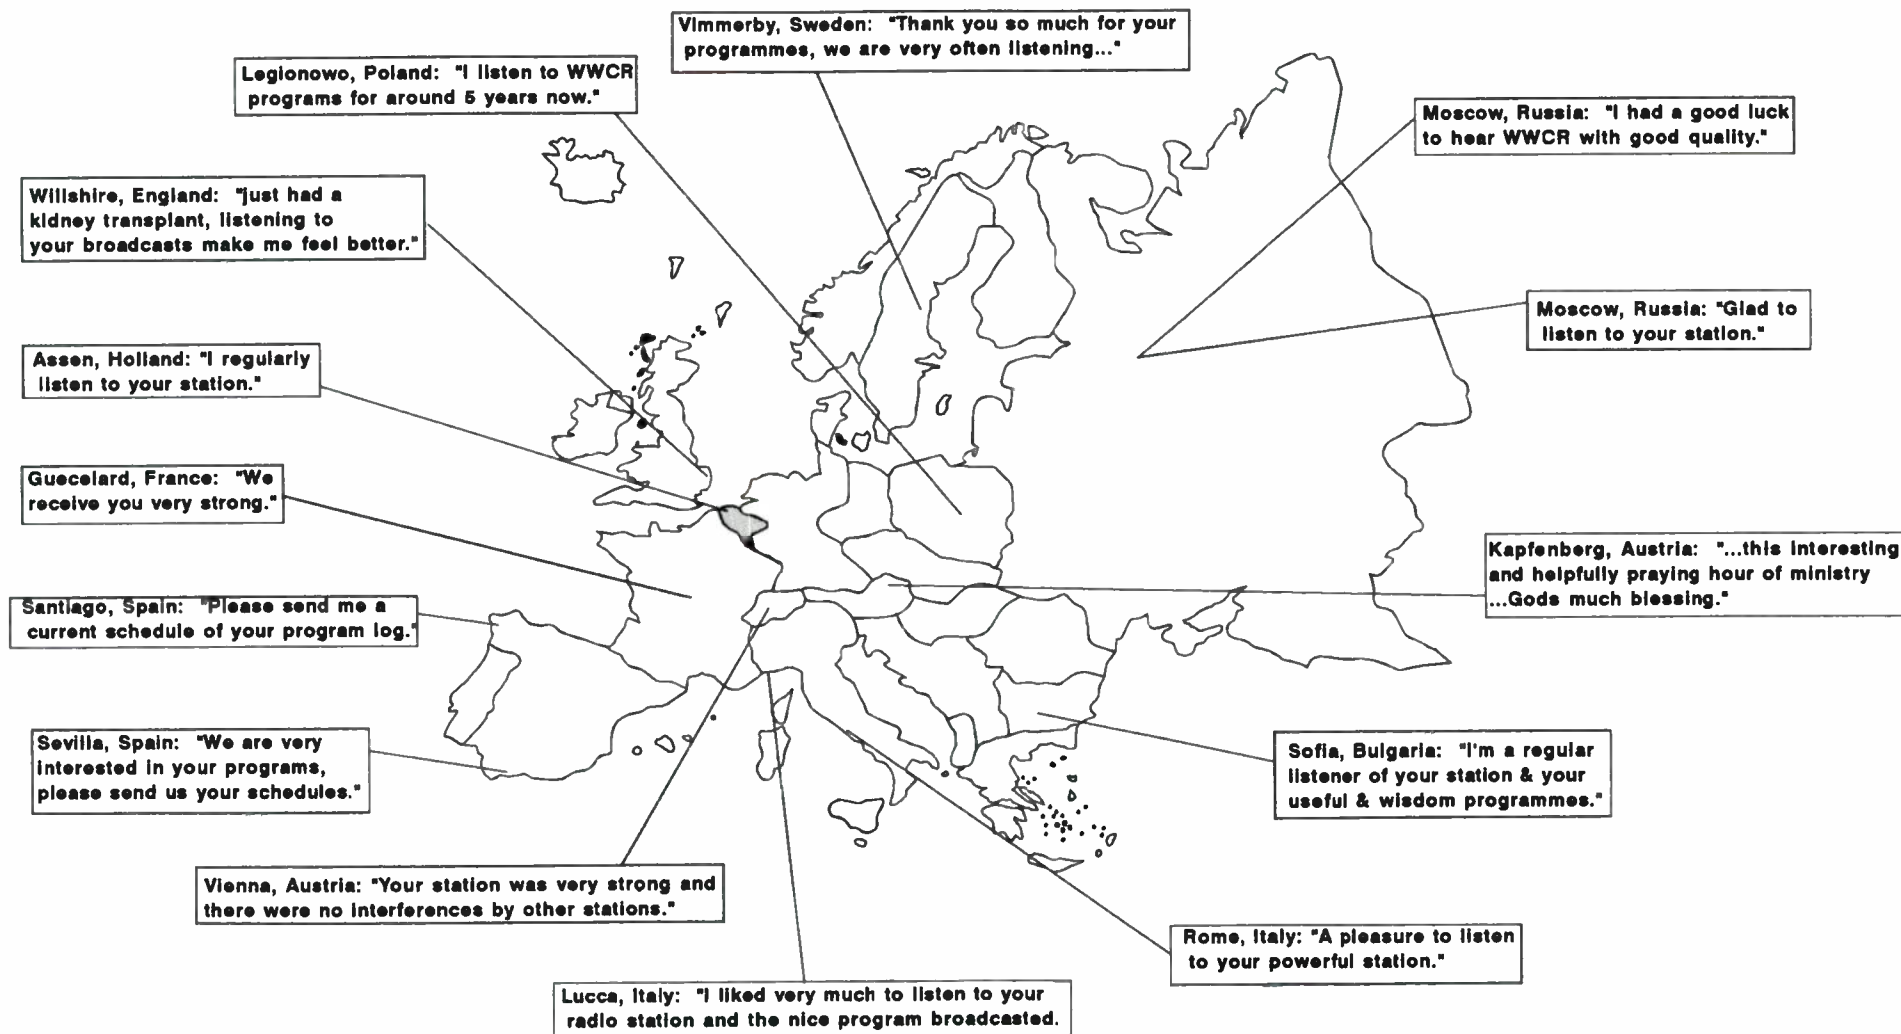 Vimmerby, Sweden: "Thank you so much for your
programmes, we are very often listening..."
Legionowo, Poland: "I listen to WWCR
programs for around 5 years now."
Moscow, Russia: "I had a good luck
to hear WWCR with good quality."
Willshire, England: "just had a
kidney transplant, listening to
your broadcasts make me feel better."
Moscow, Russia: "Glad to
listen to your station."
Assen, Holland: "I regularly
listen to your station."
Guecelard, France: "We
receive you very strong."
Kapfenberg, Austria: "...this interesting
and helpfully praying hour of ministry
...Gods much blessing."
Santiago, Spain: "Please send me a
current schedule of your program log."
Sevilla, Spain: "We are very
interested in your programs,
please send us your schedules."
Sofia, Bulgaria: "I'm a regular
listener of your station & your
useful & wisdom programmes."
Vienna, Austria: "Your station was very strong and
there were no interferences by other stations."
Rome, Italy: "A pleasure to listen
to your powerful station."
Lucca, Italy: "I liked very much to listen to your
radio station and the nice program broadcasted.